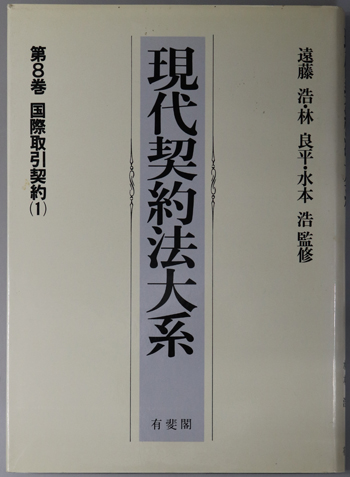 遠藤 浩・林 良平・水本 浩 監修
現代契約法大系
有斐閣
第8巻 国際取引契約(1)